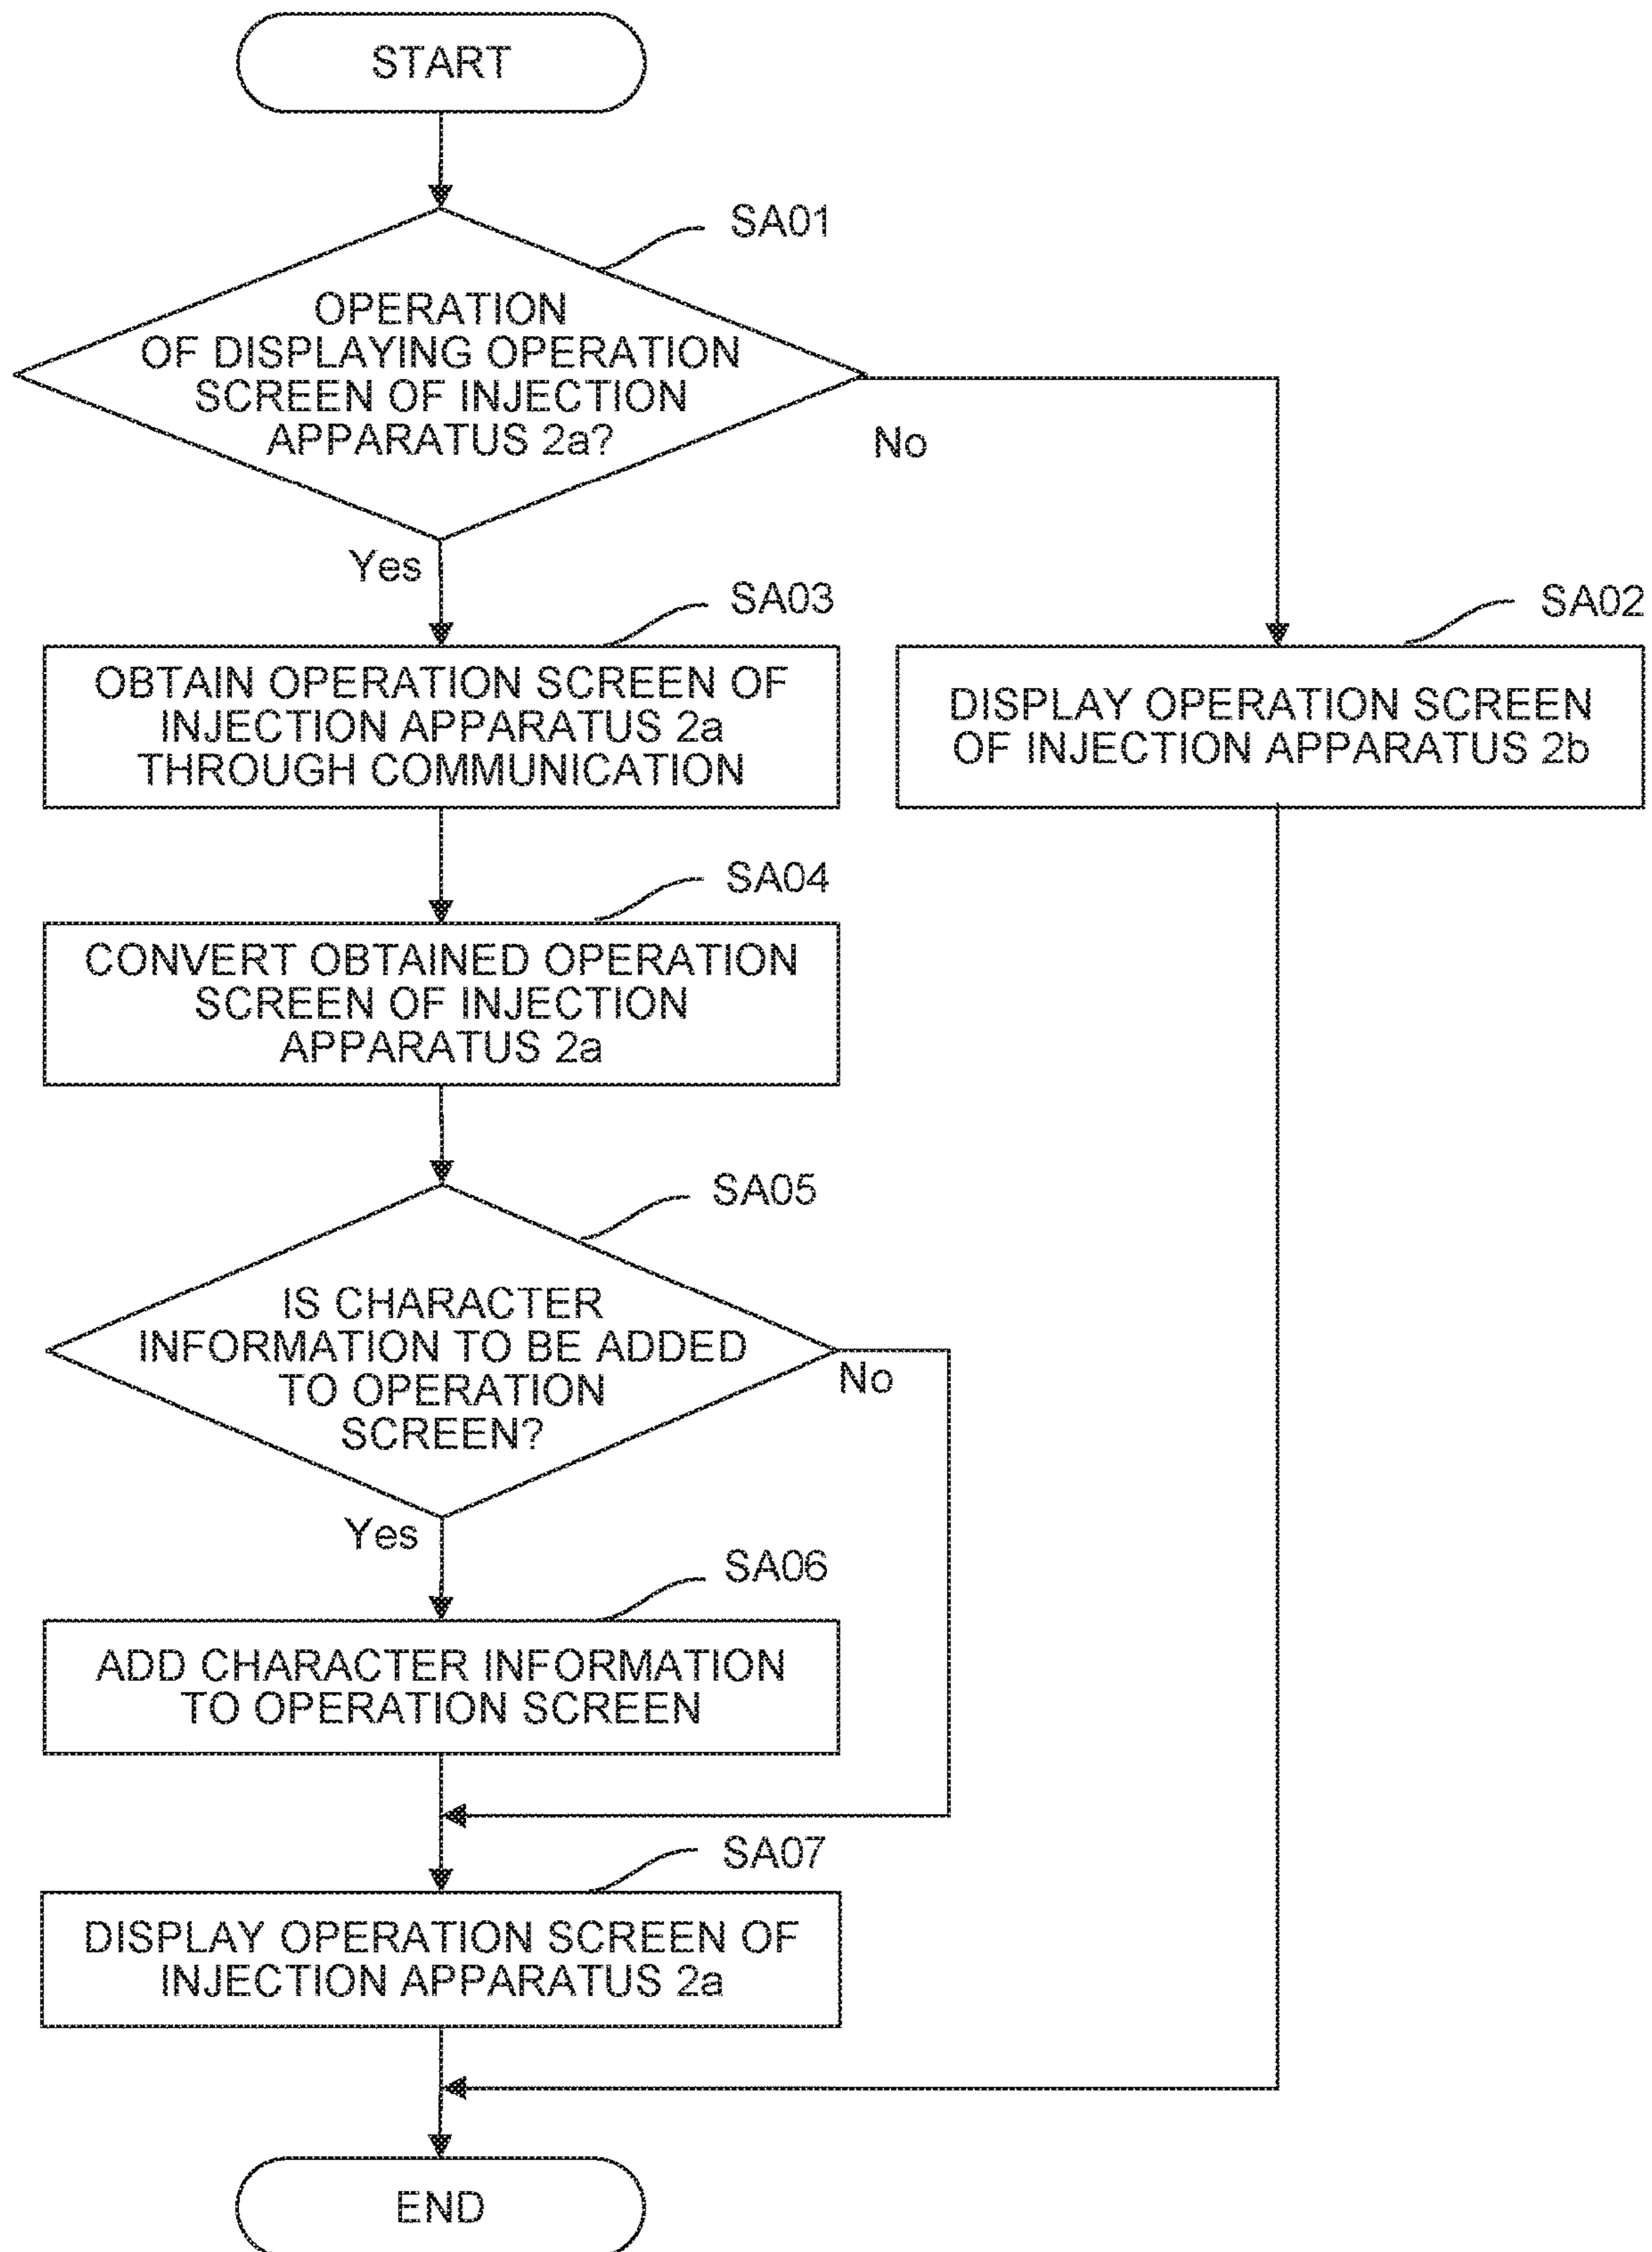 START
SA01
OPERATION
OF DISPLAYING OPERATION
SCREEN OF INJECTION
APPARATUS 2a?
No
Yes
SA03
OBTAIN OPERATION SCREEN OF
INJECTION APPARATUS 2a
THROUGH COMMUNICATION
SA02
DISPLAY OPERATION SCREEN
OF INJECTION APPARATUS 2b
SA04
CONVERT OBTAINED OPERATION
SCREEN OF INJECTION
APPARATUS 2a
SA05
IS CHARACTER
INFORMATION TO BE ADDED
TO OPERATION
SCREEN?
No
Yes
SA06
ADD CHARACTER INFORMATION
TO OPERATION SCREEN
SA07
DISPLAY OPERATION SCREEN OF
INJECTION APPARATUS 2a
END